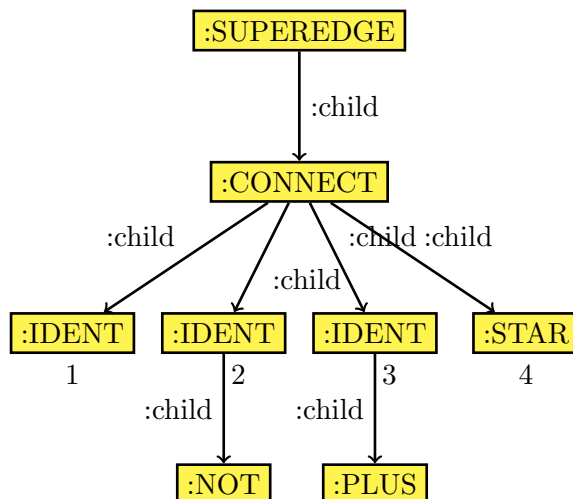 :SUPEREDGE
:child
:CONNECT
:child
:child :child
:child
:IDENT :IDENT :IDENT :STAR
1 2 3 4
:child :child
:NOT :PLUS